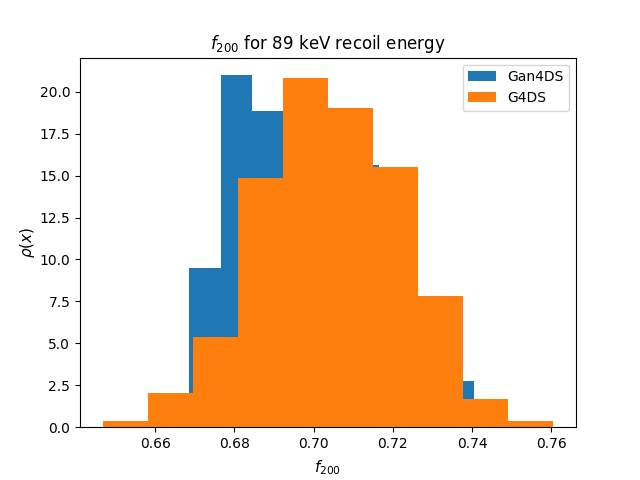 f₂₀₀ for 89 keV recoil energy
Gan4DS
G4DS
20.0
17.5
15.0
12.5
10.0
7.5
5.0
2.5
0.0
ρ(x)
0.66 0.68 0.70 0.72 0.74 0.76
f₂₀₀